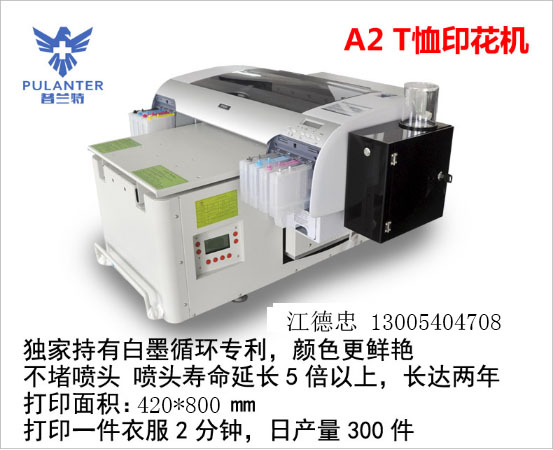 A2 T恤印花机
PULANTER
普兰特
江德忠 13005404708
独家持有白墨循环专利，颜色更鲜艳
不堵喷头 喷头寿命延长5倍以上，长达两年
打印面积：420*800 mm
打印一件衣服2分钟，日产量300件